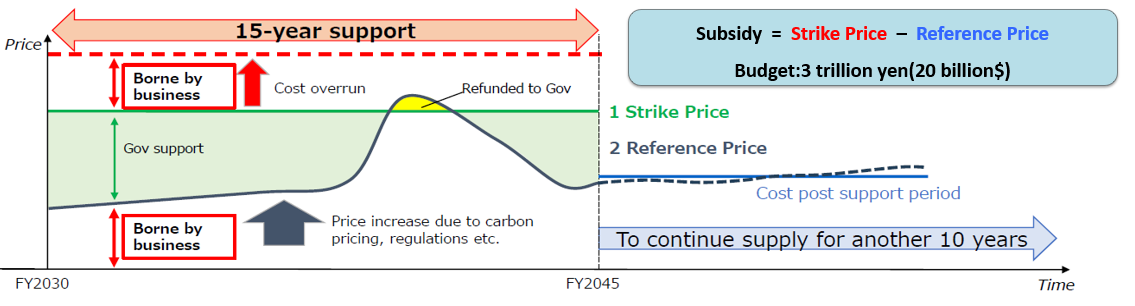 15-year support
Subsidy = Strike Price – Reference Price
Budget:3 trillion yen(20 billion$)
Price
Borne by
business
Cost overrun
Refunded to Gov
1 Strike Price
Gov support
2 Reference Price
Cost post support period
Borne by
business
Price increase due to carbon
pricing, regulations etc.
To continue supply for another 10 years
FY2030
FY2045
Time